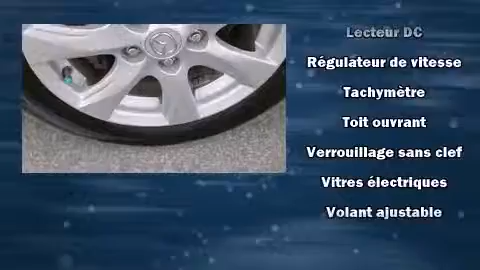 Lecteur DC
Régulateur de vitesse
Tachymètre
Toit ouvrant
Verrouillage sans clef
Vitres électriques
Volant ajustable